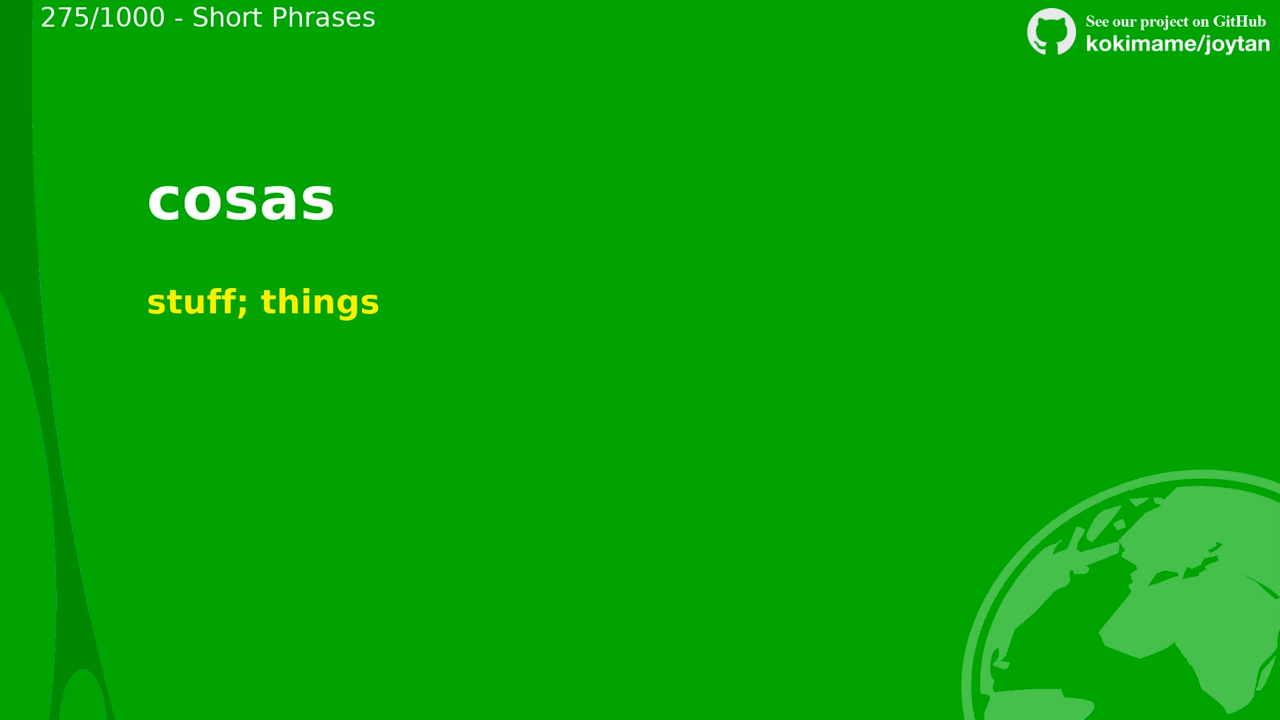 275/1000 - Short Phrases
See our project on GitHub
kokimame/joytan
cosas
stuff; things